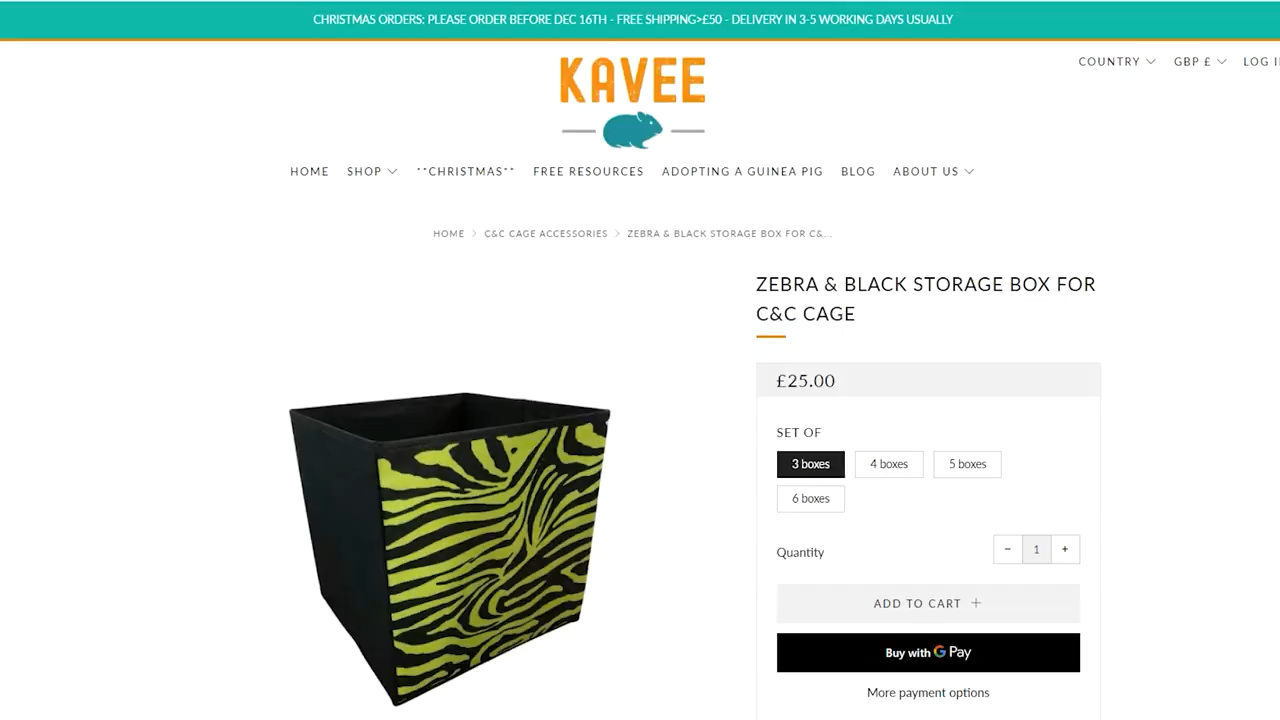 CHRISTMAS ORDERS: PLEASE ORDER BEFORE DEC 16TH - FREE SHIPPING>£50 - DELIVERY IN 3-5 WORKING DAYS USUALLY
KAVEE
COUNTRY GBP £ LOG I
HOME SHOP **CHRISTMAS** FREE RESOURCES ADOPTING A GUINEA PIG BLOG ABOUT US
HOME > C&C CAGE ACCESSORIES > ZEBRA & BLACK STORAGE BOX FOR C&...
ZEBRA & BLACK STORAGE BOX FOR
C&C CAGE
£25.00
SET OF
3 boxes 4 boxes 5 boxes
6 boxes
Quantity − 1 +
ADD TO CART +
Buy with G Pay
More payment options